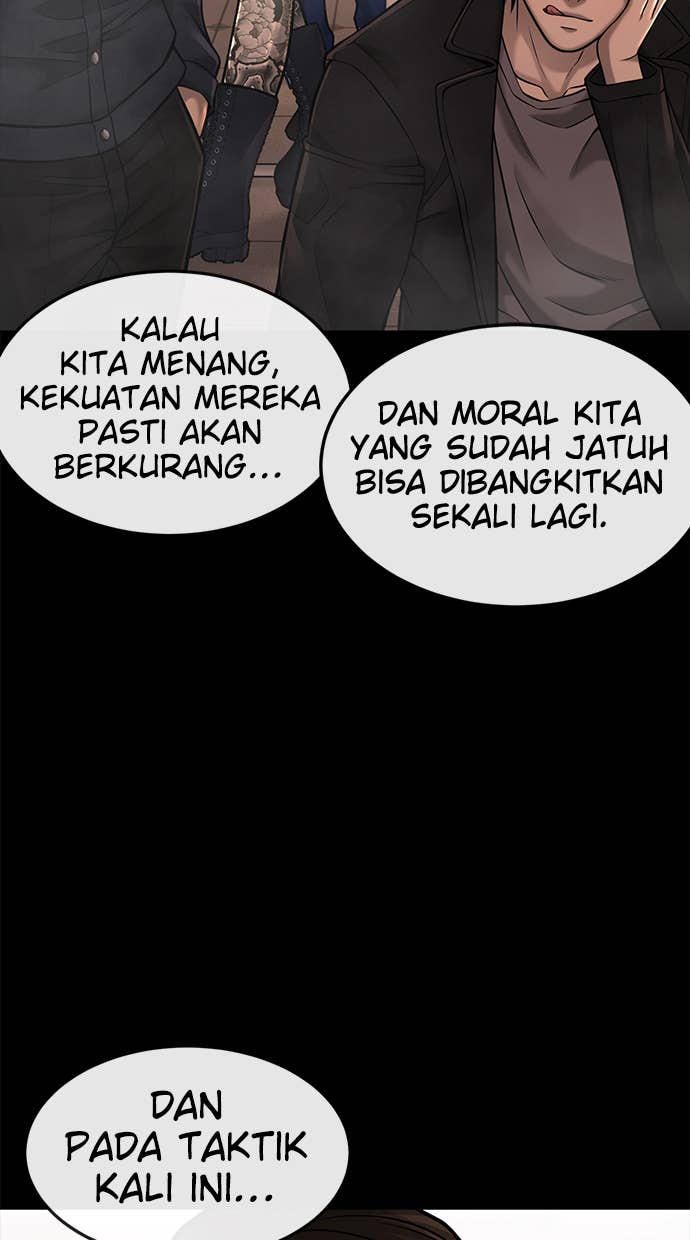 KALAU
KITA MENANG,
KEKUATAN MEREKA
PASTI AKAN
BERKURANG...
DAN MORAL KITA
YANG SUDAH JATUH
BISA DIBANGKITKAN
SEKALI LAGI.
DAN
PADA TAKTIK
KALI INI...